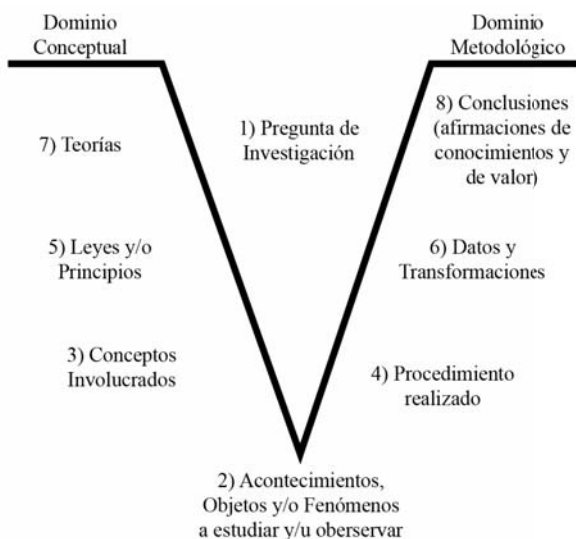 Dominio
Conceptual
Dominio
Metodológico
7) Teorías
1) Pregunta de
Investigación
8) Conclusiones
(afirmaciones de
conocimientos y
de valor)
5) Leyes y/o
Principios
6) Datos y
Transformaciones
3) Conceptos
Involucrados
4) Procedimiento
realizado
2) Acontecimientos,
Objetos y/o Fenómenos
a estudiar y/u oberservar